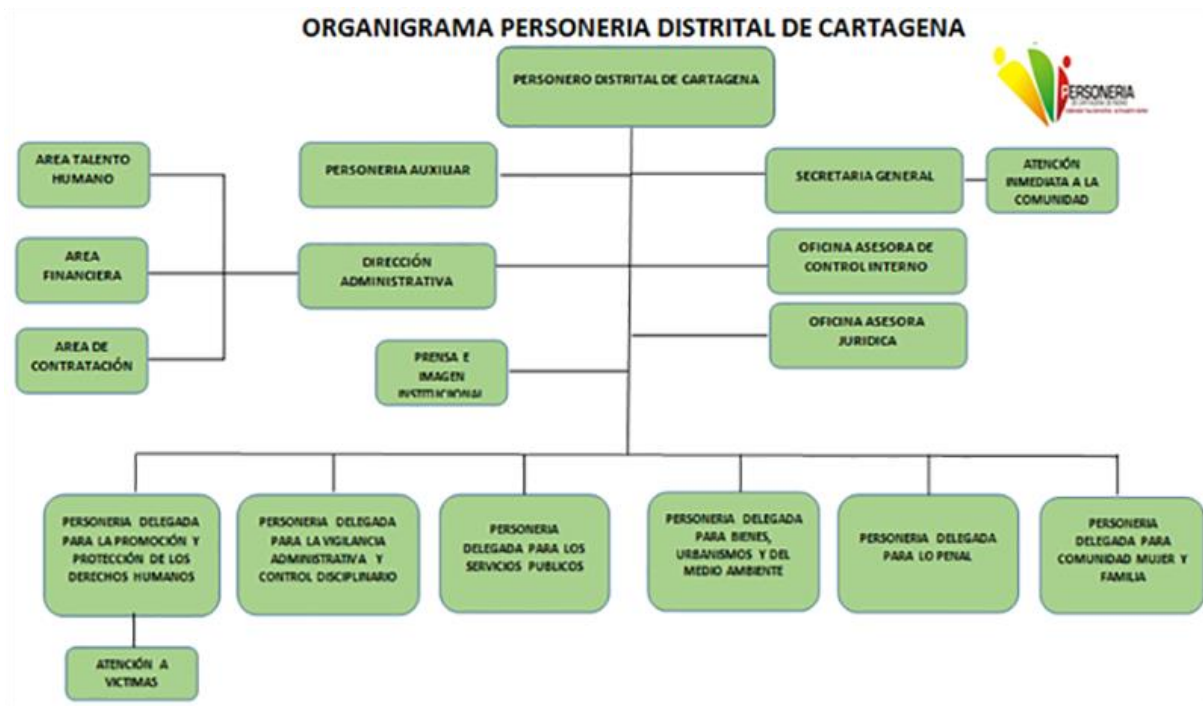 ORGANIGRAMA PERSONERIA DISTRITAL DE CARTAGENA
PERSONERO DISTRITAL DE CARTAGENA
PERSONERIA
AREA TALENTO
HUMANO
PERSONERIA AUXILIAR
SECRETARIA GENERAL
ATENCIÓN
INMEDIATA A LA
COMUNIDAD
AREA
FINANCIERA
DIRECCIÓN
ADMINISTRATIVA
OFICINA ASESORA DE
CONTROL INTERNO
AREA DE
CONTRATACIÓN
PRENSA E
IMAGEN
INSTITUCIIONAL
OFICINA ASESORA
JURIDICA
PERSONERIA DELEGADA
PARA LA PROMOCIÓN Y
PROTECCIÓN DE LOS
DERECHOS HUMANOS
PERSONERIA DELEGADA
PARA LA VIGILANCIA
ADMINISTRATIVA Y
CONTROL DISCIPLINARIO
PERSONERIA
DELEGADA PARA LOS
SERVICIOS PUBLICOS
PERSONERIA DELEGADA
PARA BIENES,
URBANISMOS Y DEL
MEDIO AMBIENTE
PERSONERIA DELEGADA
PARA LO PENAL
PERSONERIA
DELEGADA PARA
COMUNIDAD MUJER Y
FAMILIA
ATENCIÓN A
VICTIMAS